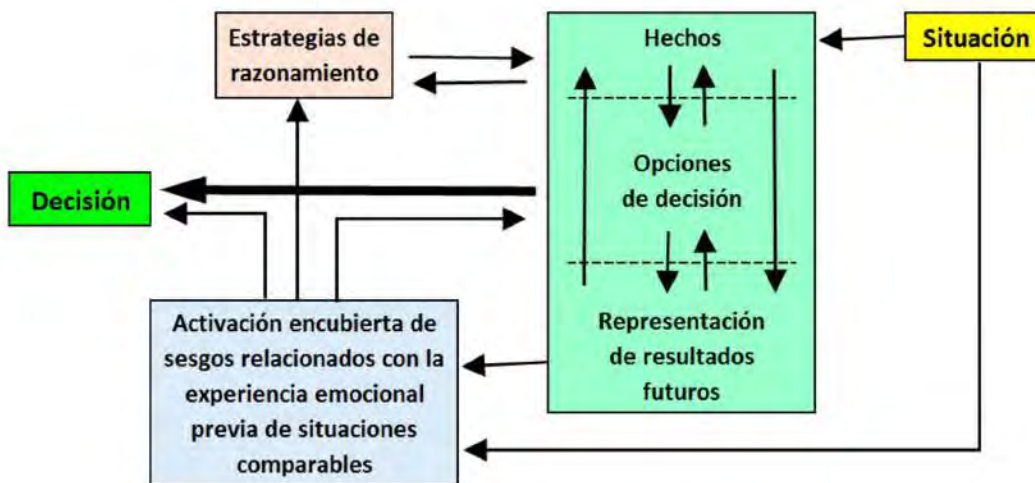 Estrategias de
razonamiento
Hechos
Situación
Opciones
de decisión
Decisión
Activación encubierta de
sesgos relacionados con la
experiencia emocional
previa de situaciones
comparables
Representación
de resultados
futuros